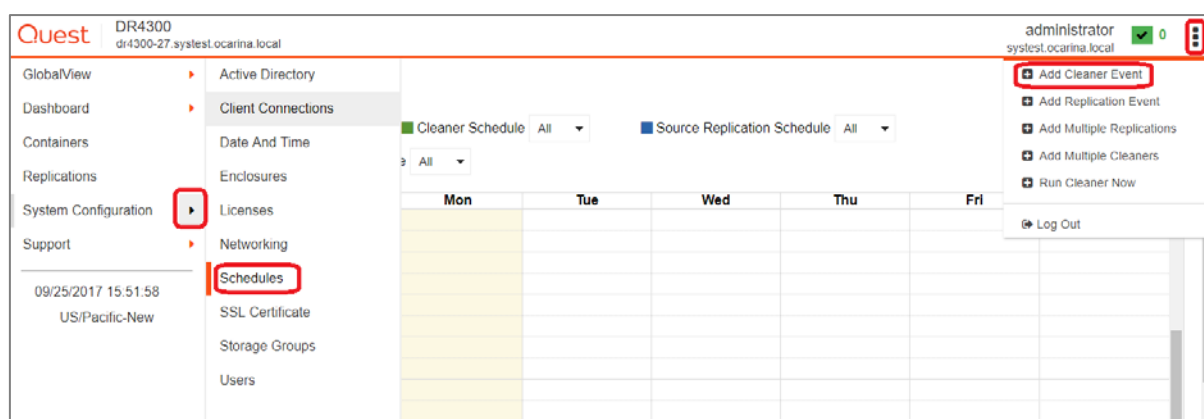 Quest
DR4300
dr4300-27.systest.ocarina.local
administrator
systest.ocarina.local
0
GlobalView
Dashboard
Containers
Replications
System Configuration
Support
09/25/2017 15:51:58
US/Pacific-New
Active Directory
Client Connections
Date And Time
Enclosures
Licenses
Networking
Schedules
SSL Certificate
Storage Groups
Users
Cleaner Schedule All
Source Replication Schedule All
e All
Mon Tue Wed Thu Fri
Add Cleaner Event
Add Replication Event
Add Multiple Replications
Add Multiple Cleaners
Run Cleaner Now
Log Out